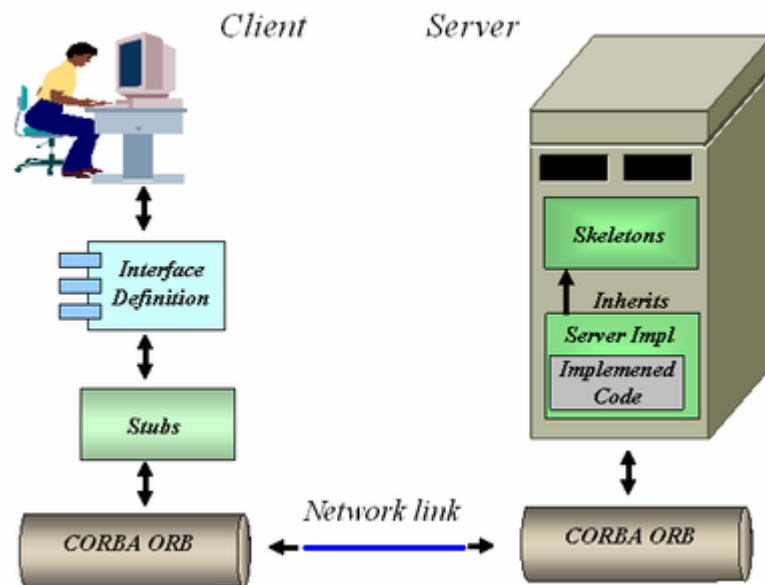 Client
Server
Interface
Definition
Stubs
CORBA ORB
Network link
Skeletons
Inherits
Server Impl
Implemened
Code
CORBA ORB